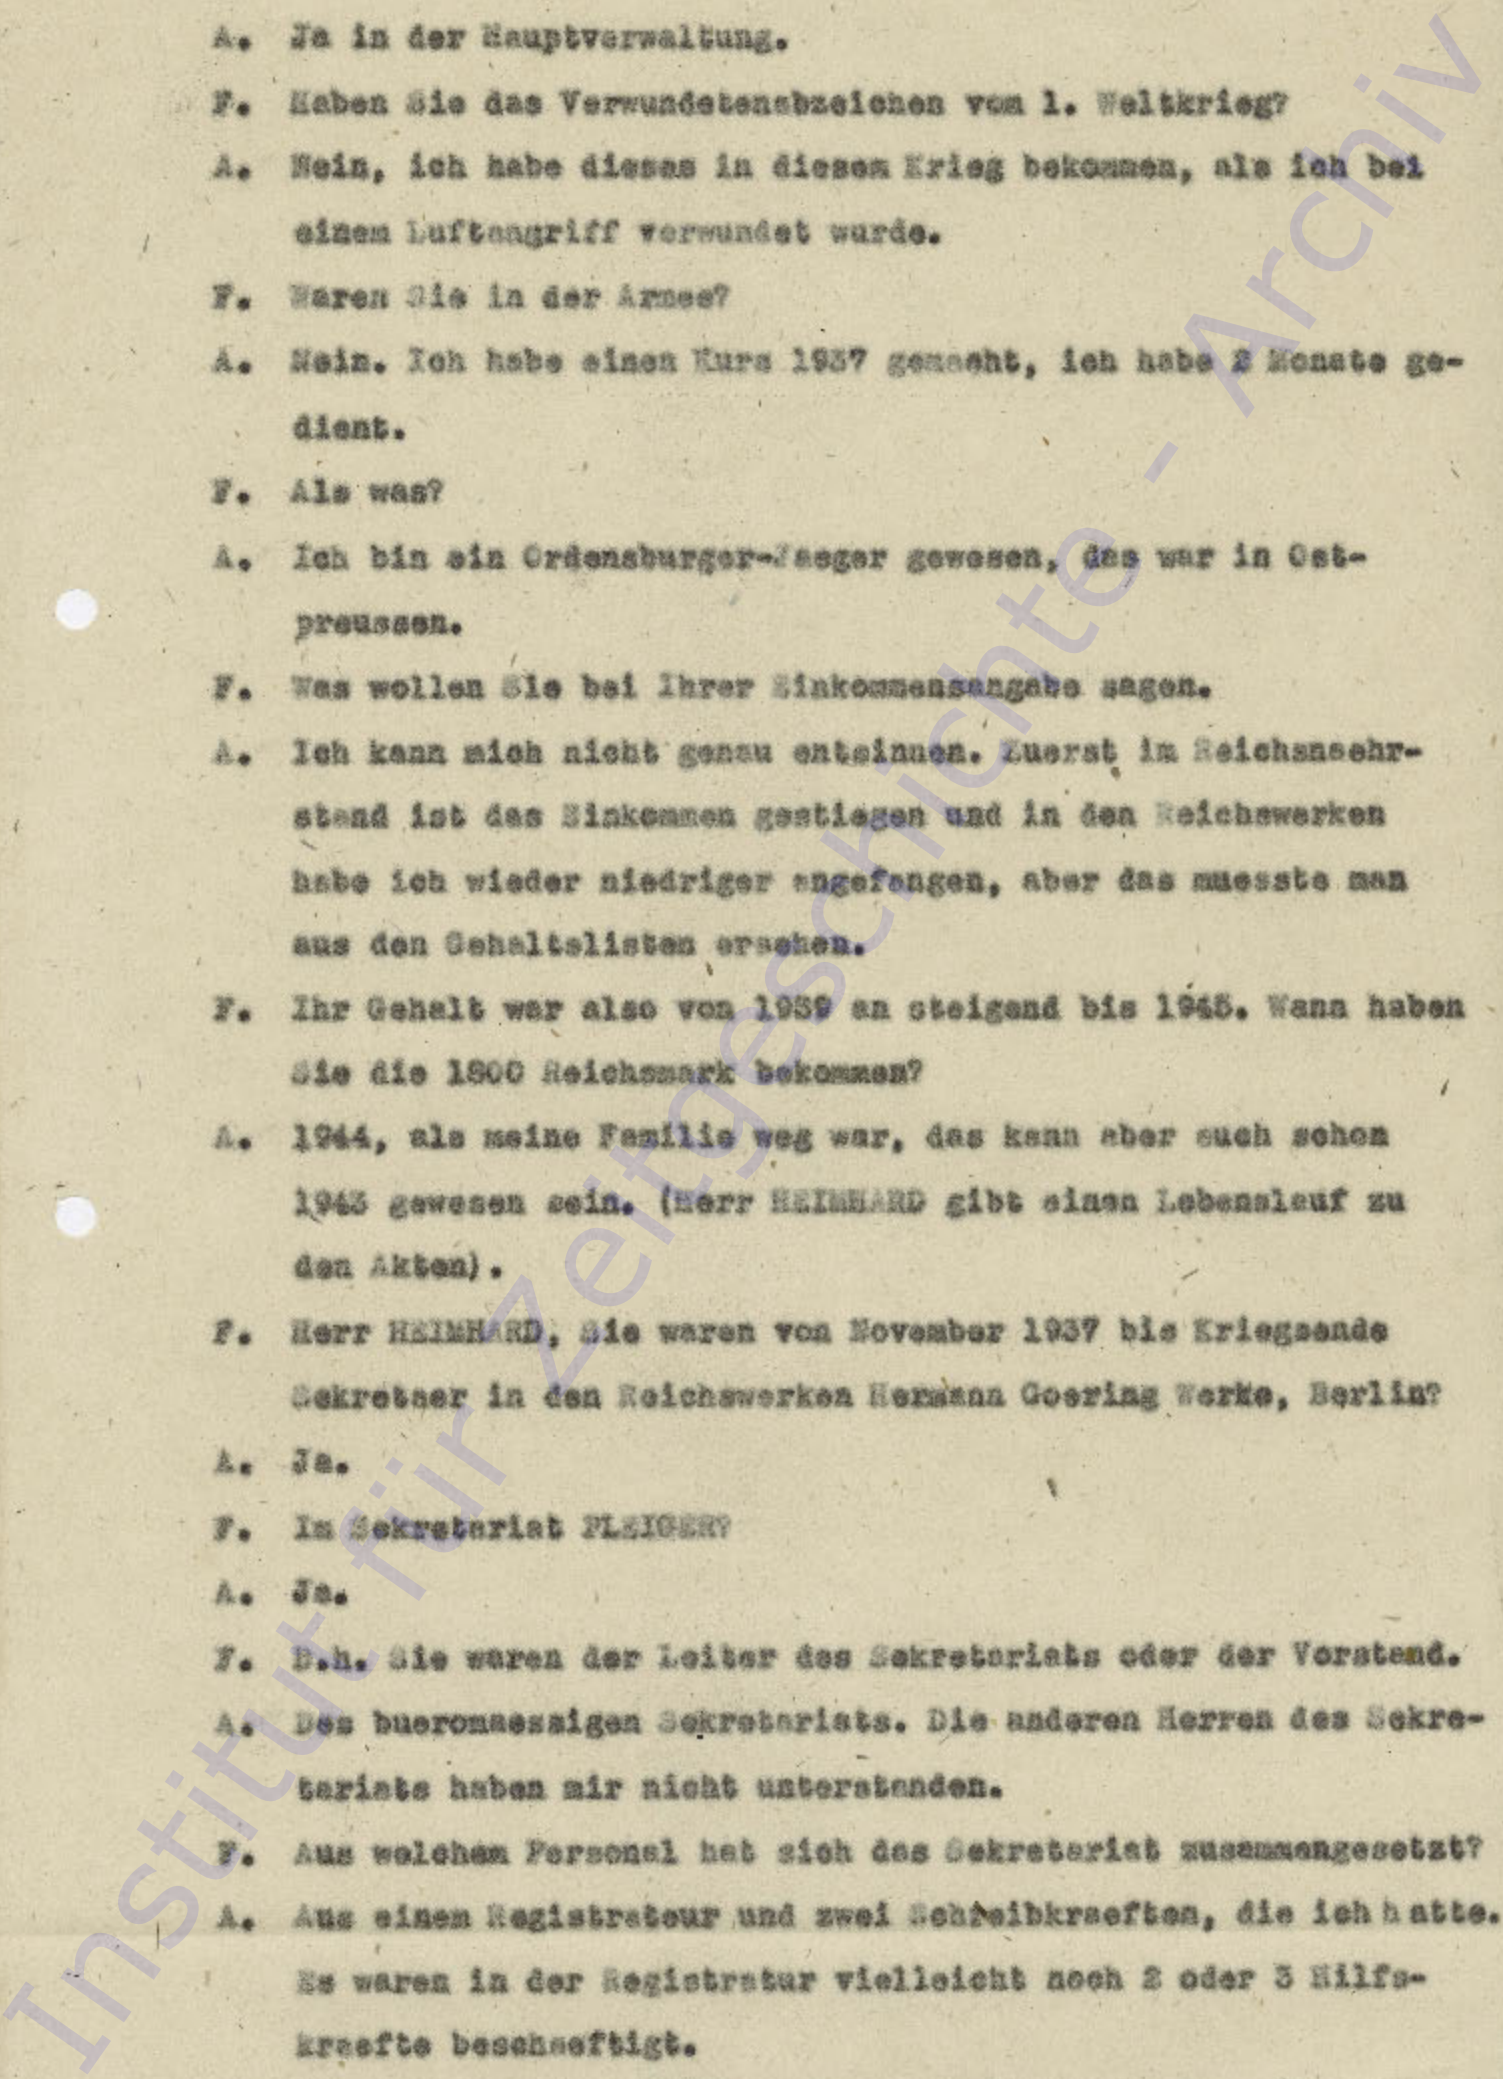 A. Ja in der Hauptverwaltung.
F. Haben Sie das Verwundetenabzeichen vom 1. Weltkrieg?
A. Nein, ich habe dieses in diesem Krieg bekommen, als ich bei
einem Luftangriff verwundet wurde.
F. Waren Sie in der Armee?
A. Nein. Ich habe einen Kurs 1937 gemacht, ich habe 2 Monate ge-
dient.
F. Als was?
A. Ich bin ein Ordensburger-Jaeger gewesen, das war in Ost-
preussen.
F. Was wollen Sie bei Ihrer Einkommensangabe sagen.
A. Ich kann mich nicht genau entsinnen. Zuerst im Reichsnaehr-
stand ist das Einkommen gestiegen und in den Reichswerken
habe ich wieder niedriger angefangen, aber das muesste man
aus den Gehaltslisten ersehen.
F. Ihr Gehalt war also von 1939 an steigend bis 1945. Wann haben
Sie die 1800 Reichsmark bekommen?
A. 1944, als meine Familie weg war, das kann aber auch schon
1943 gewesen sein. (Herr HEIMHARD gibt einen Lebenslauf zu
den Akten).
F. Herr HEIMHARD, Sie waren von November 1937 bis Kriegsende
Sekretaer in den Reichswerken Hermann Goering Werke, Berlin?
A. Ja.
F. Im Sekretariat PLEIGER?
A. Ja.
F. D.h. Sie waren der Leiter des Sekretariats oder der Vorstand.
A. Des bueromaessigen Sekretariats. Die anderen Herren des Sekre-
tariats haben mir nicht unterstanden.
F. Aus welchem Personal hat sich das Sekretariat zusammengesetzt?
A. Aus einem Registrateur und zwei Schreibkraeften, die ich hatte.
Es waren in der Registratur vielleicht noch 2 oder 3 Hilfs-
kraefte beschaeftigt.
Institut für Zeitgeschichte - Archiv